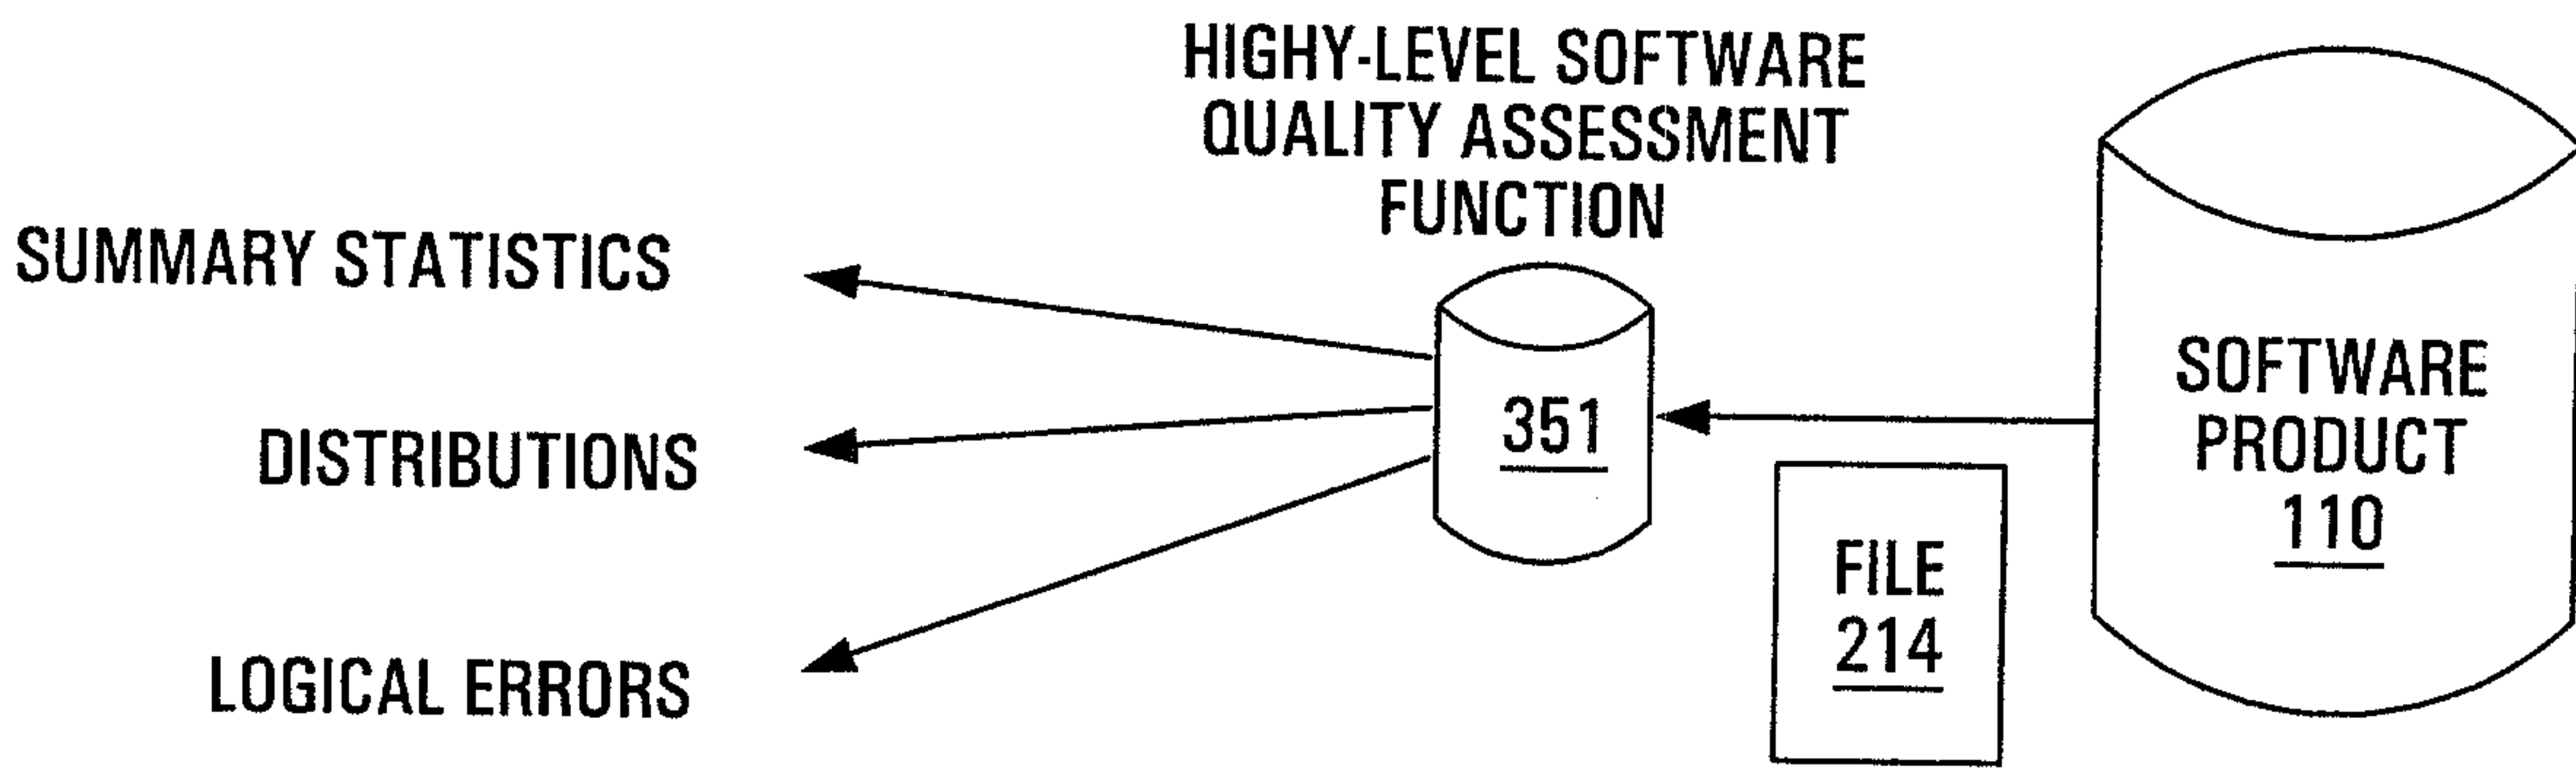 HIGHY-LEVEL SOFTWARE
QUALITY ASSESSMENT
FUNCTION
SUMMARY STATISTICS
DISTRIBUTIONS
LOGICAL ERRORS
351
FILE
214
SOFTWARE
PRODUCT
110